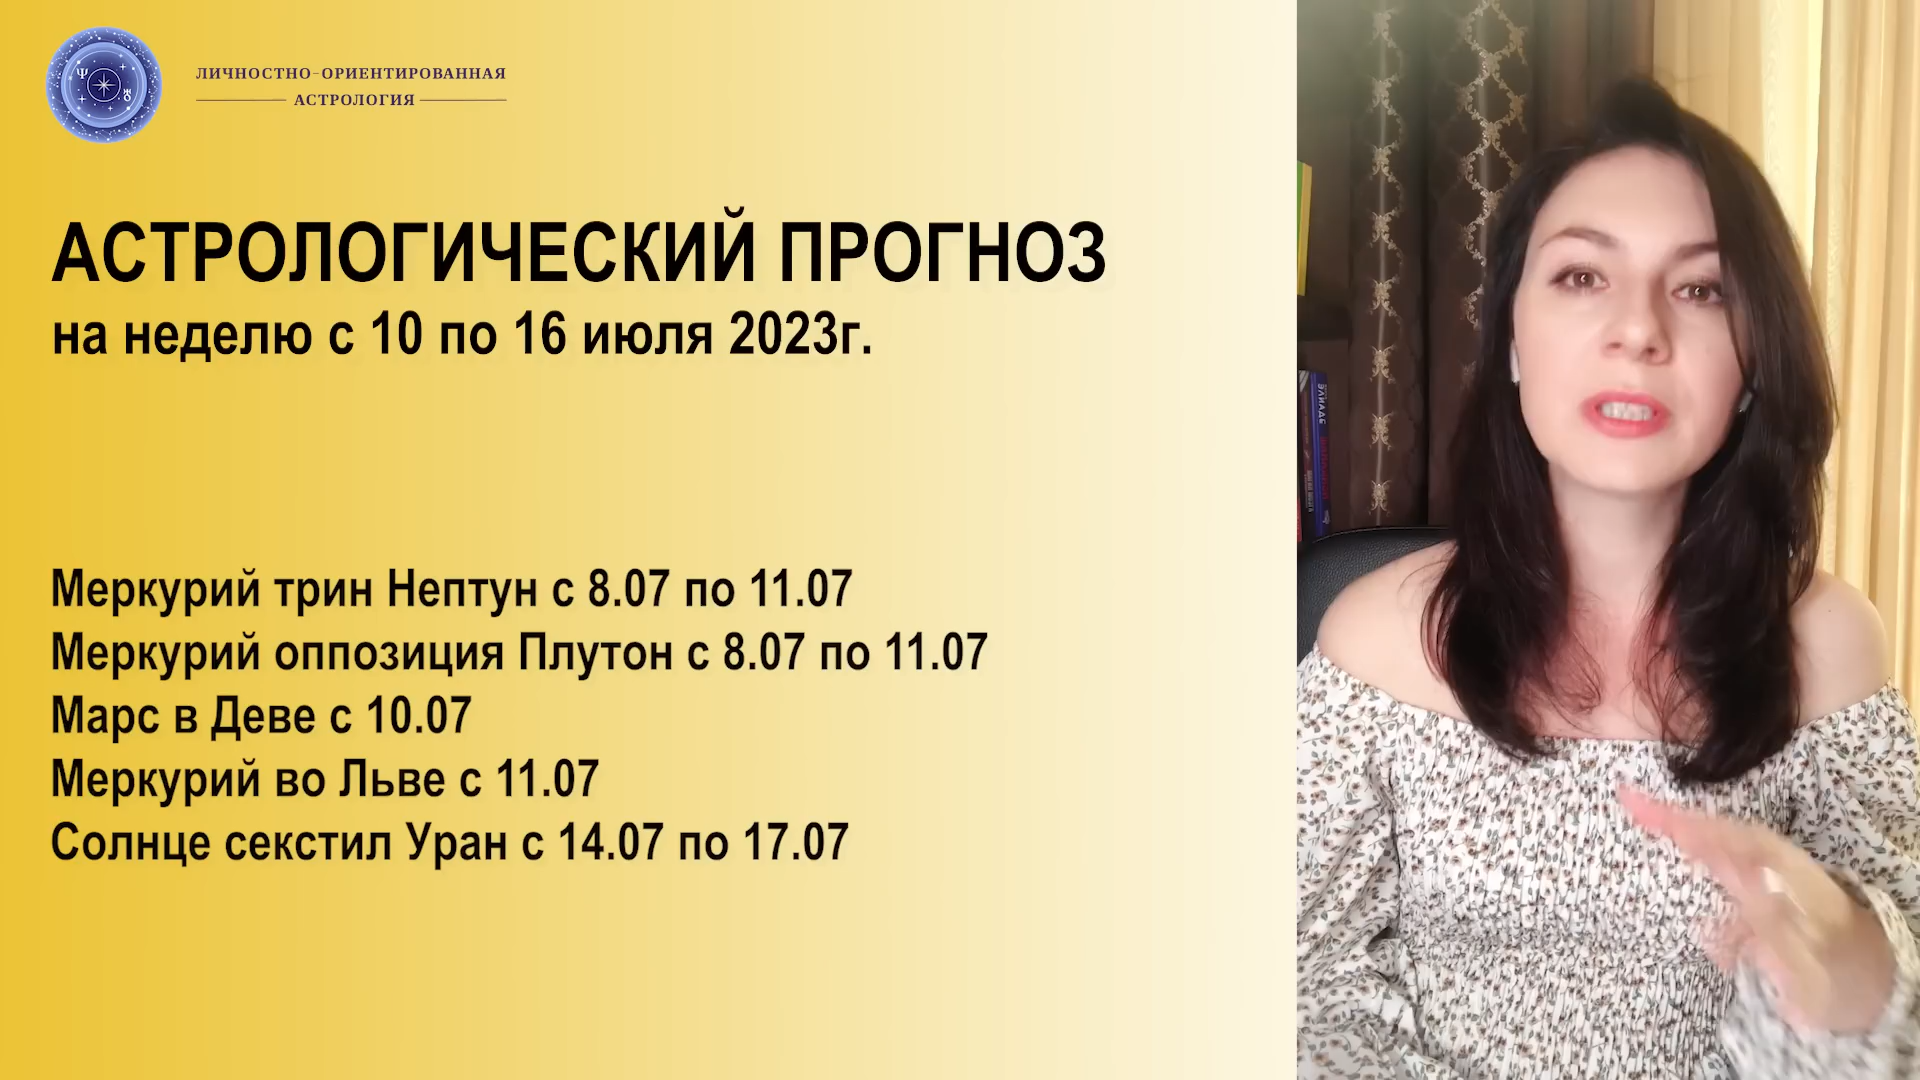 ЛИЧНОСТНО-ОРИЕНТИРОВАННАЯ
АСТРОЛОГИЯ
АСТРОЛОГИЧЕСКИЙ ПРОГНОЗ
на неделю с 10 по 16 июля 2023г.
Меркурий трин Нептун с 8.07 по 11.07
Меркурий оппозиция Плутон с 8.07 по 11.07
Марс в Деве с 10.07
Меркурий во Льве с 11.07
Солнце секстил Уран с 14.07 по 17.07
ЭЛИАДЕ